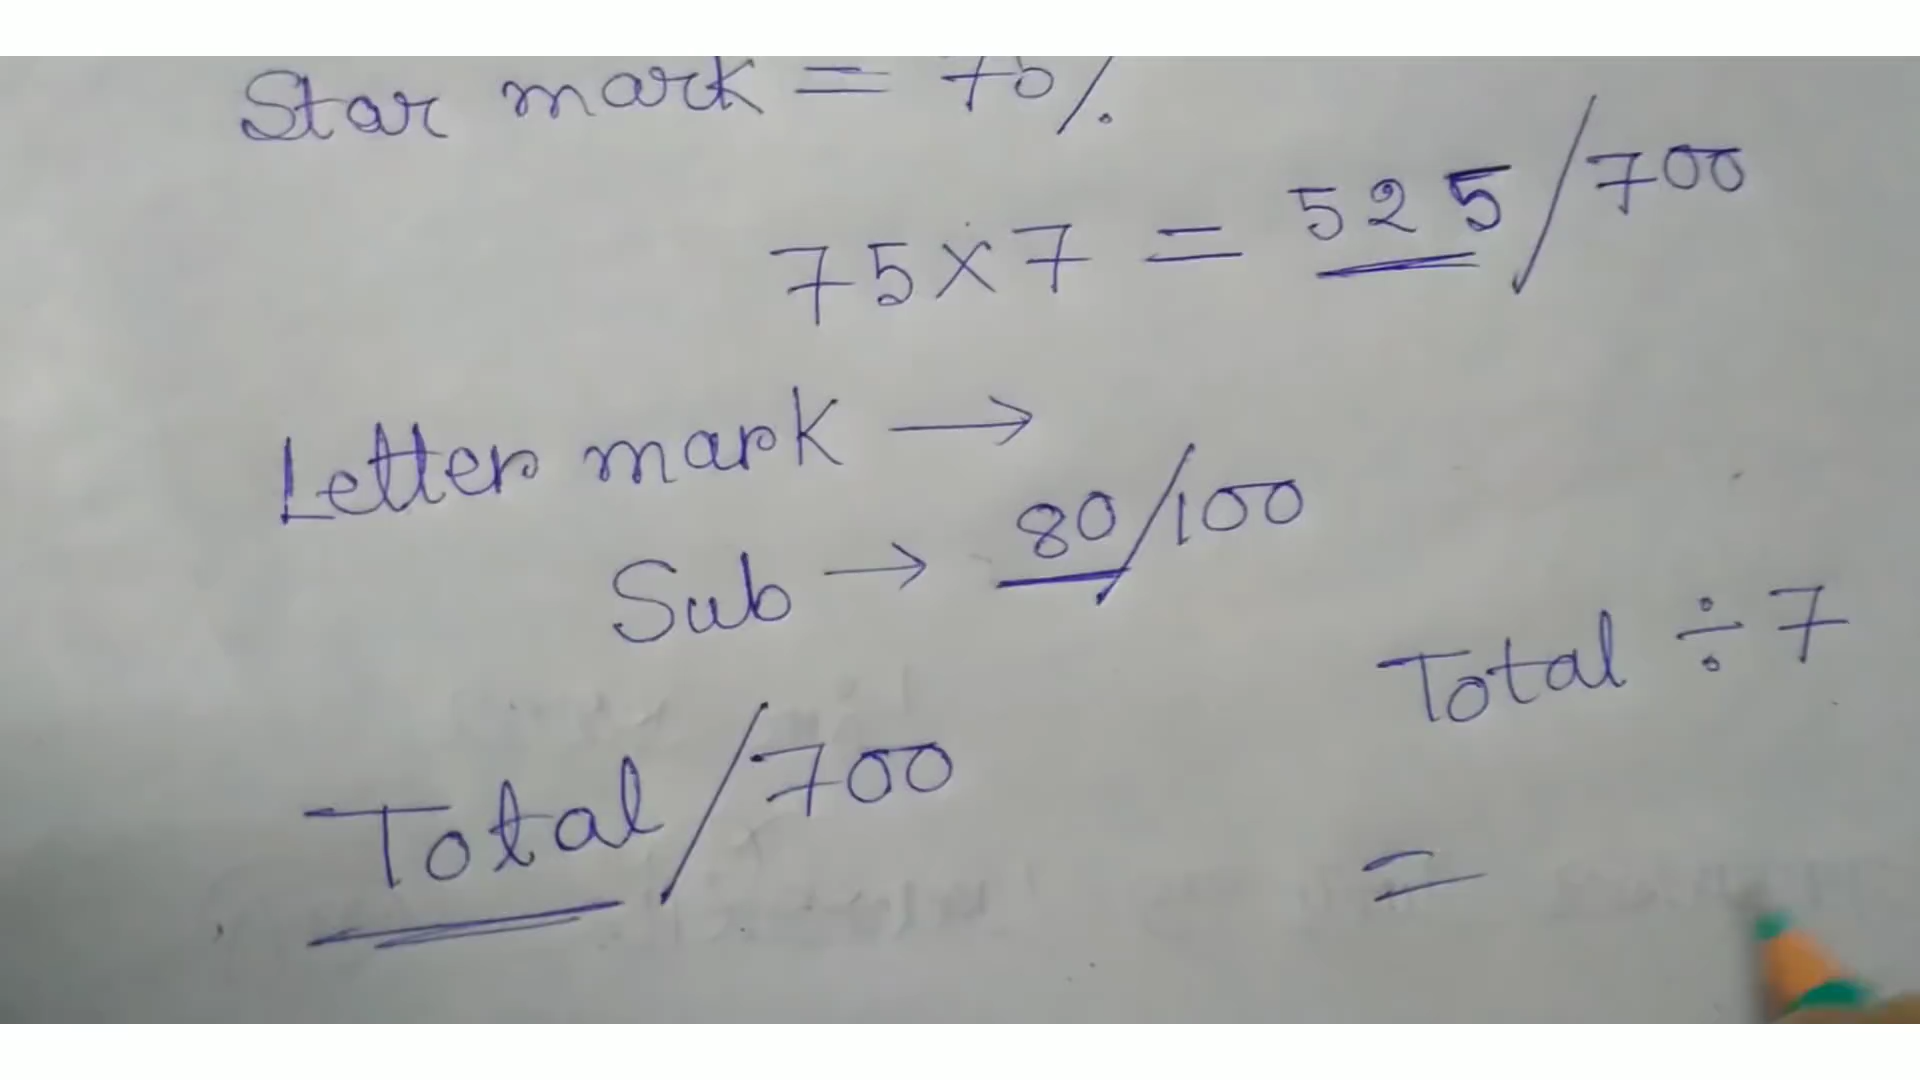 Star mark = 75%
75×7 = 525/700
Letter mark →
Sub → 80/100
Total ÷ 7
Total/700
=